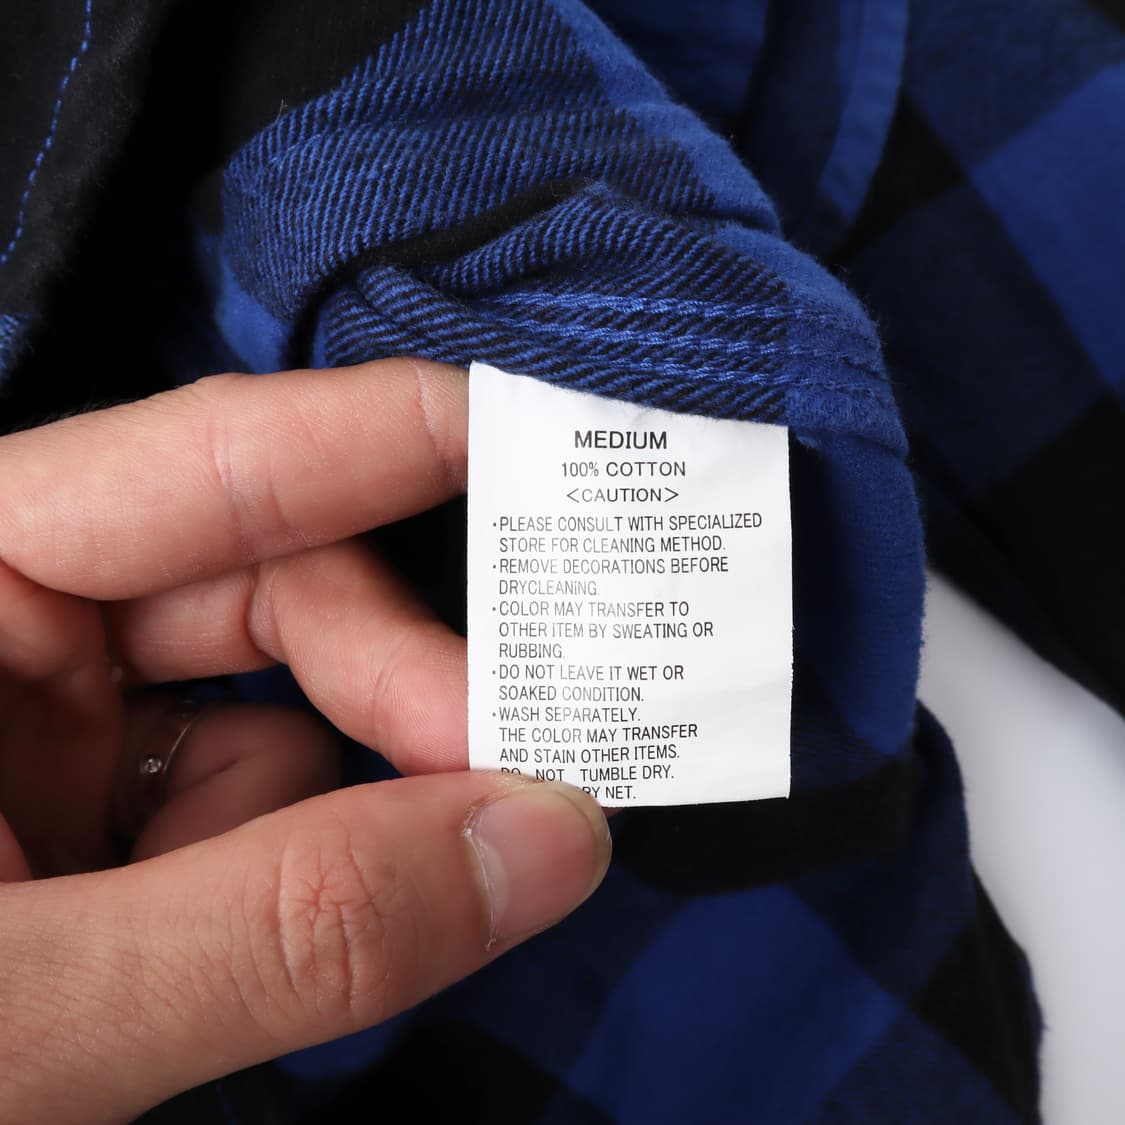 MEDIUM
100% COTTON
<CAUTION>
・PLEASE CONSULT WITH SPECIALIZED
STORE FOR CLEANING METHOD.
・REMOVE DECORATIONS BEFORE
DRYCLEANING.
・COLOR MAY TRANSFER TO
OTHER ITEM BY SWEATING OR
RUBBING.
・DO NOT LEAVE IT WET OR
SOAKED CONDITION.
・WASH SEPARATELY.
THE COLOR MAY TRANSFER
AND STAIN OTHER ITEMS.
DO NOT TUMBLE DRY.
NET.